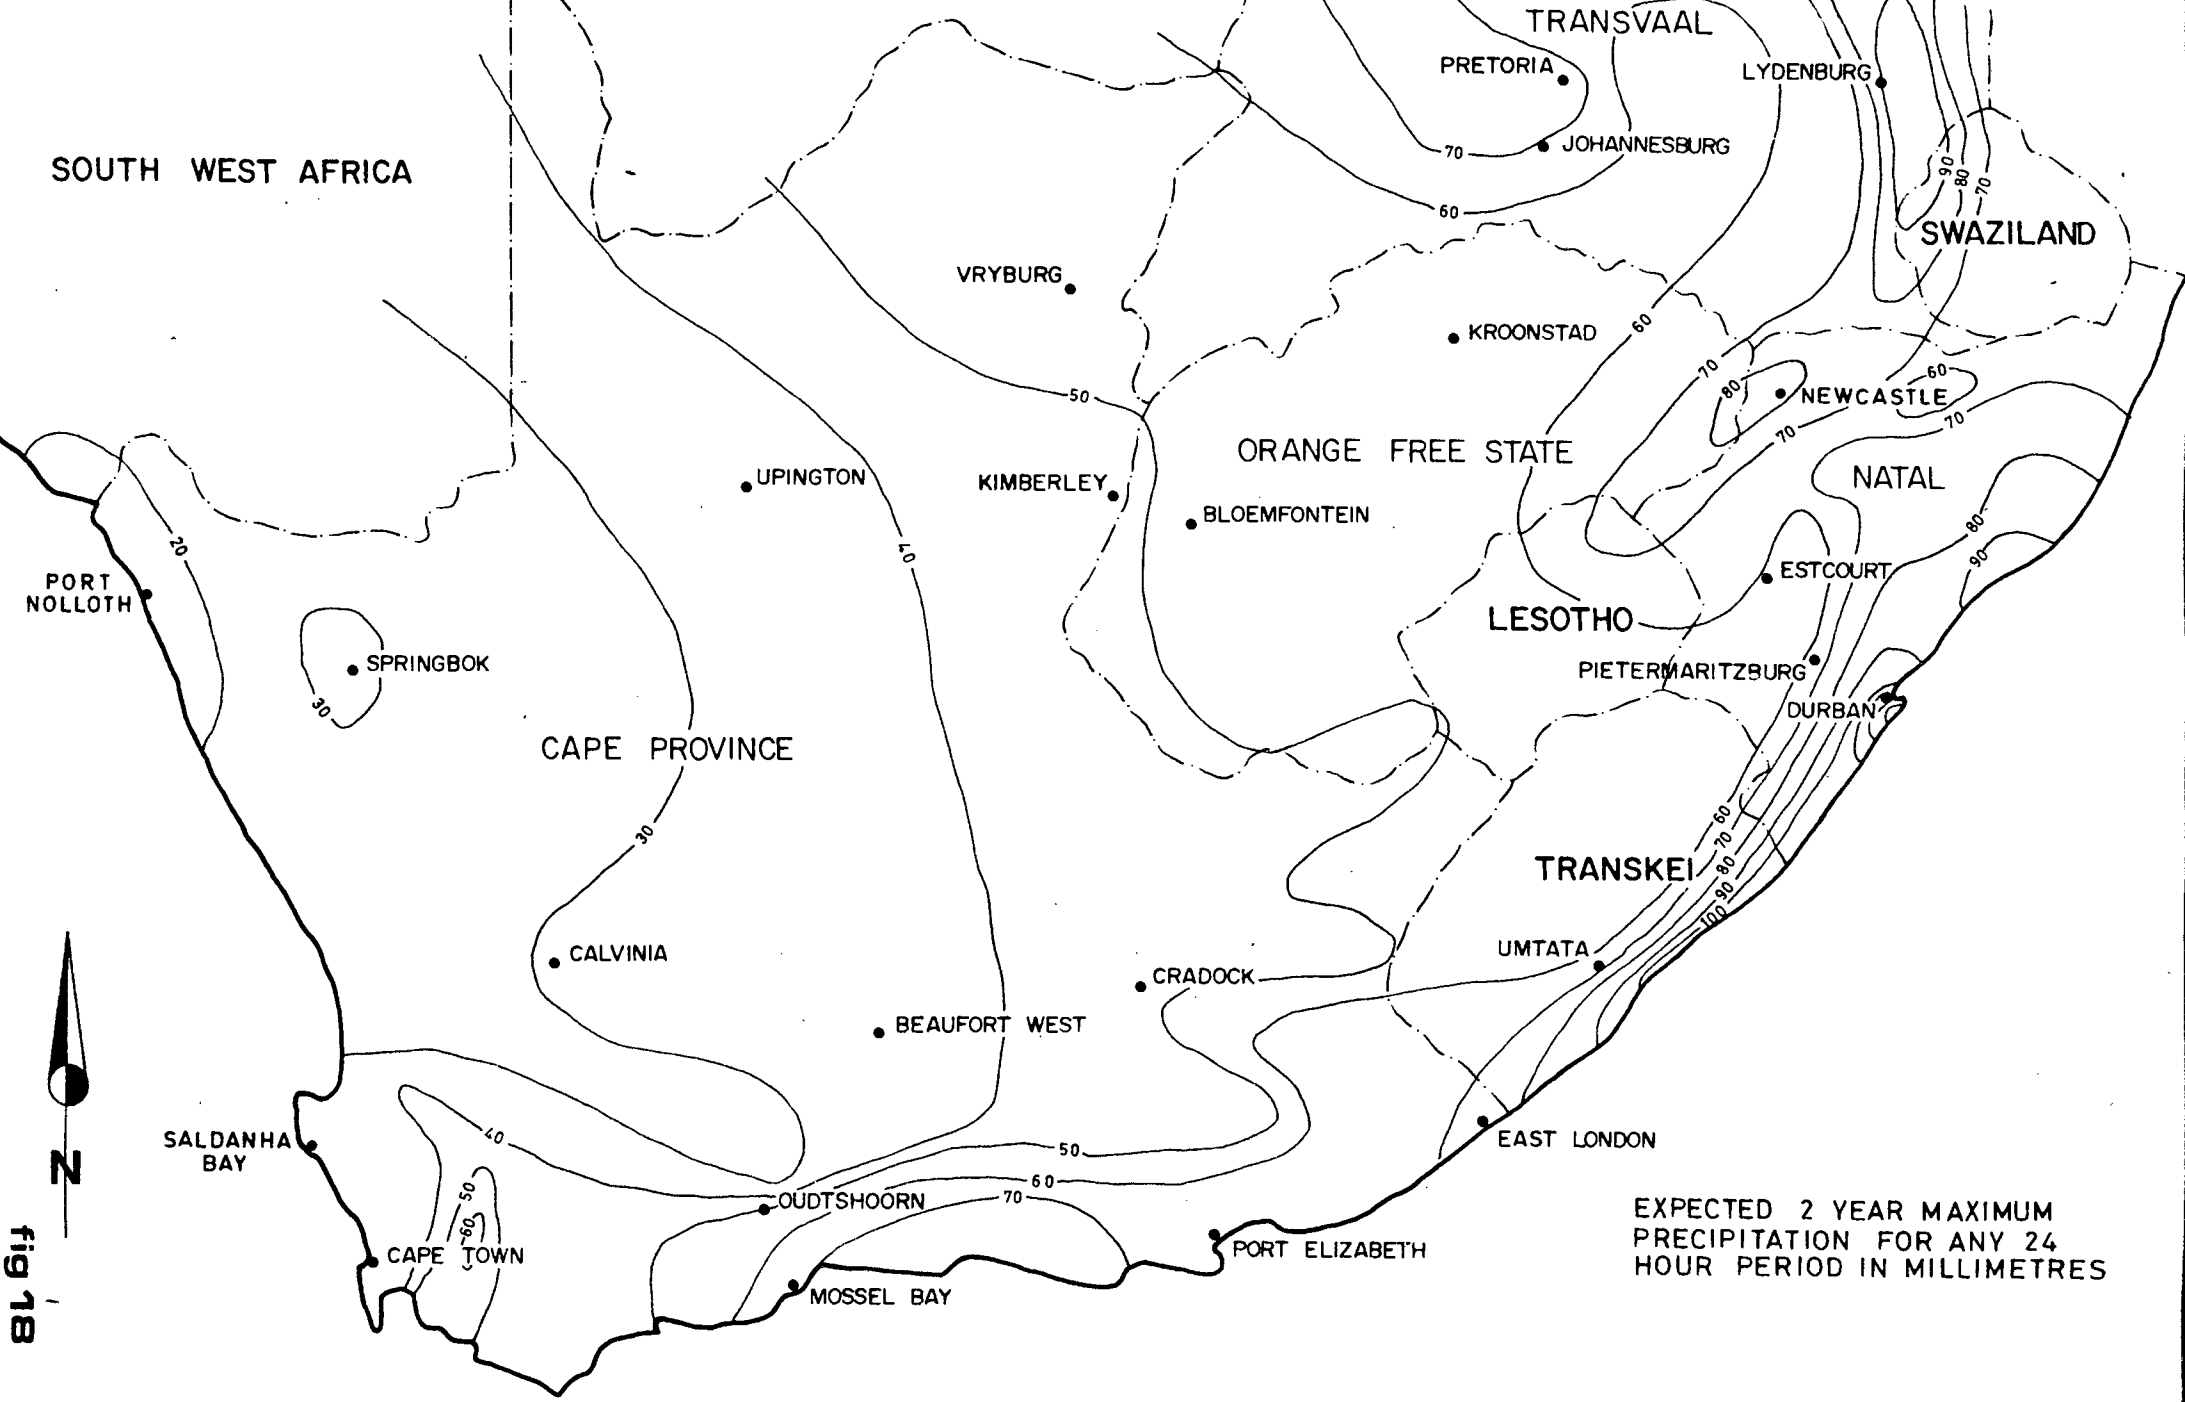 TRANSVAAL
PRETORIA
LYDENBURG
JOHANNESBURG
70
60
90
80
70
SOUTH WEST AFRICA
SWAZILAND
VRYBURG
KROONSTAD
60
50
70
80
60
NEWCASTLE
70
70
ORANGE FREE STATE
NATAL
UPINGTON
KIMBERLEY
BLOEMFONTEIN
20
40
80
90
PORT
NOLLOTH
ESTCOURT
LESOTHO
SPRINGBOK
30
PIETERMARITZBURG
DURBAN
CAPE PROVINCE
30
60
70
80
90
100
TRANSKEI
CALVINIA
UMTATA
CRADOCK
BEAUFORT WEST
SALDANHA
BAY
40
50
60
70
EAST LONDON
N
50
60
OUDTSHOORN
CAPE TOWN
PORT ELIZABETH
MOSSEL BAY
EXPECTED 2 YEAR MAXIMUM
PRECIPITATION FOR ANY 24
HOUR PERIOD IN MILLIMETRES
fig 18